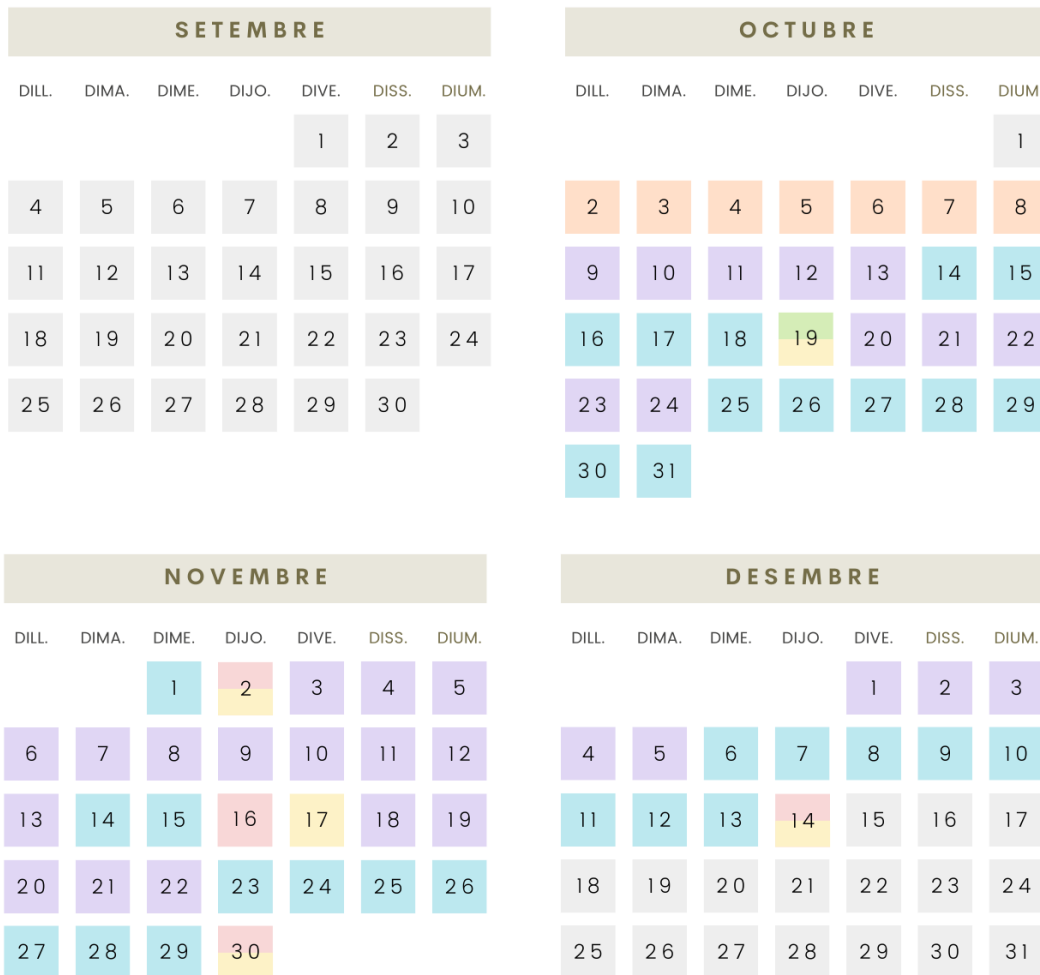 SETEMBRE
DILL. DIMA. DIME. DIJO. DIVE. DISS. DIUM.
1 2 3
4 5 6 7 8 9 10
11 12 13 14 15 16 17
18 19 20 21 22 23 24
25 26 27 28 29 30
OCTUBRE
DILL. DIMA. DIME. DIJO. DIVE. DISS. DIUM
1
2 3 4 5 6 7 8
9 10 11 12 13 14 15
16 17 18 19 20 21 22
23 24 25 26 27 28 29
30 31
NOVEMBRE
DILL. DIMA. DIME. DIJO. DIVE. DISS. DIUM.
1 2 3 4 5
6 7 8 9 10 11 12
13 14 15 16 17 18 19
20 21 22 23 24 25 26
27 28 29 30
DESEMBRE
DILL. DIMA. DIME. DIJO. DIVE. DISS. DIUM.
1 2 3
4 5 6 7 8 9 10
11 12 13 14 15 16 17
18 19 20 21 22 23 24
25 26 27 28 29 30 31